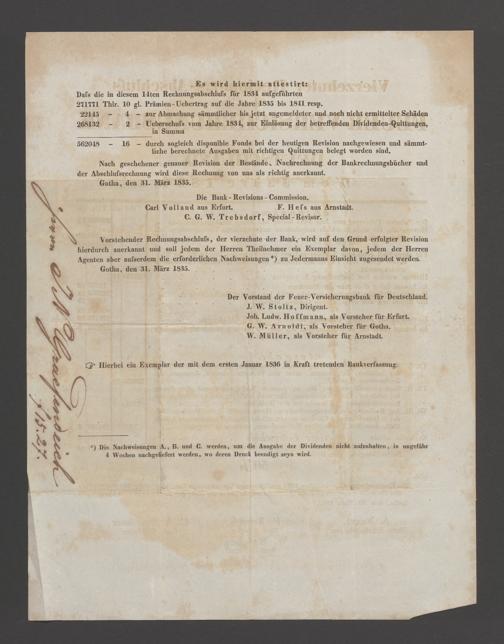 Es wird hiermit attestirt:
Daſs die in diesem 14ten Rechnungsabschluſs für 1834 aufgeführten
271771 Thlr. 10 gl. Prämien-Uebertrag auf die Jahre 1835 bis 1841 resp.
22145 – 4 – zur Abmachung sämmtlicher bis jetzt angemeldeter und noch nicht ermittelter Schäden
268132 – 2 – Ueberschuſs vom Jahre 1834, zur Einlösung der betreffenden Dividenden-Quittungen,
in Summa
562048 – 16 – durch sogleich disponible Fonds bei der heutigen Revision nachgewiesen und sämmt-
liche berechnete Ausgaben mit richtigen Quittungen belegt worden sind.
Nach geschehener genauer Revision der Bestände, Nachrechnung der Bankrechnungsbücher und
der Abschluſsrechnung wird diese Rechnung von uns als richtig anerkannt.
Gotha, den 31. März 1835.
Die Bank-Revisions-Commission.
Carl Volland aus Erfurt. F. Heſs aus Arnstadt.
C. G. W. Trebsdorf, Special-Revisor.
Vorstehender Rechnungsabschluſs, der vierzehnte der Bank, wird auf den Grund erfolgter Revision
hierdurch anerkannt und soll jedem der Herren Theilnehmer ein Exemplar davon, jedem der Herren
Agenten aber ausserdem die erforderlichen Nachweisungen*) zu Jedermanns Einsicht zugesendet werden.
Gotha, den 31. März 1835.
Der Vorstand der Feuer-Versicherungsbank für Deutschland.
J. W. Stoltz, Dirigent.
Joh. Ludw. Hoffmann, als Vorsteher für Erfurt.
G. W. Arnoldi, als Vorsteher für Gotha.
W. Müller, als Vorsteher für Arnstadt.
☞ Hierbei ein Exemplar der mit dem ersten Januar 1836 in Kraft tretenden Bankverfassung.
*) Die Nachweisungen A., B. und C. werden, um die Ausgabe der Dividenden nicht aufzuhalten, in ungefähr
4 Wochen nachgeliefert werden, wo deren Druck beendigt seyn wird.